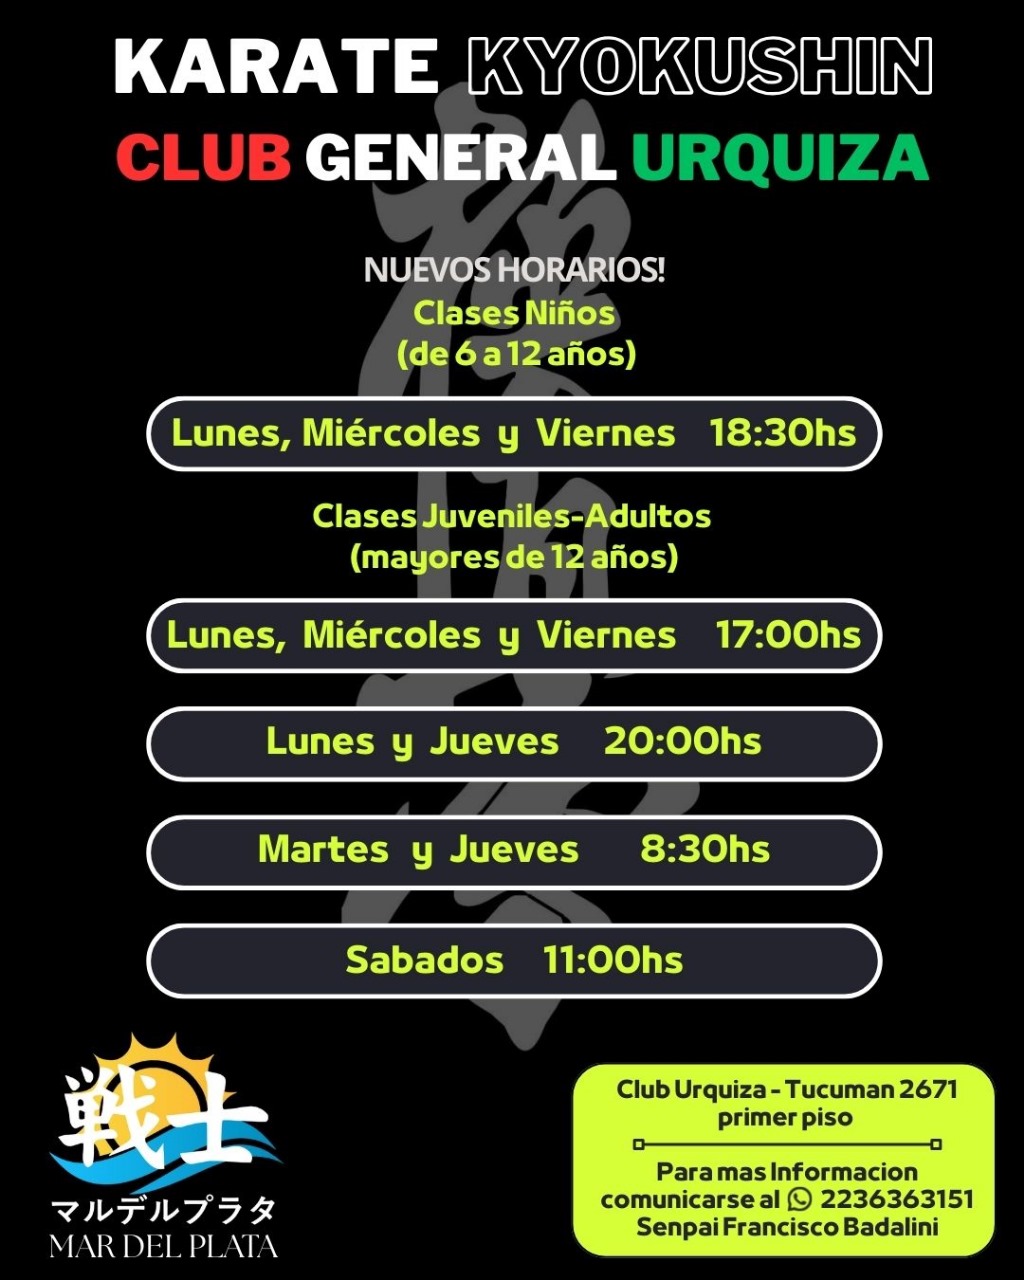 KARATE KYOKUSHIN
CLUB GENERAL URQUIZA
NUEVOS HORARIOS!
Clases Niños
(de 6 a 12 años)
Lunes, Miércoles y Viernes 18:30hs
Clases Juveniles-Adultos
(mayores de 12 años)
Lunes, Miércoles y Viernes 17:00hs
Lunes y Jueves 20:00hs
Martes y Jueves 8:30hs
Sabados 11:00hs
戦士
マルデルプラタ
MAR DEL PLATA
Club Urquiza - Tucuman 2671
primer piso
Para mas Informacion
comunicarse al 2236363151
Senpai Francisco Badalini